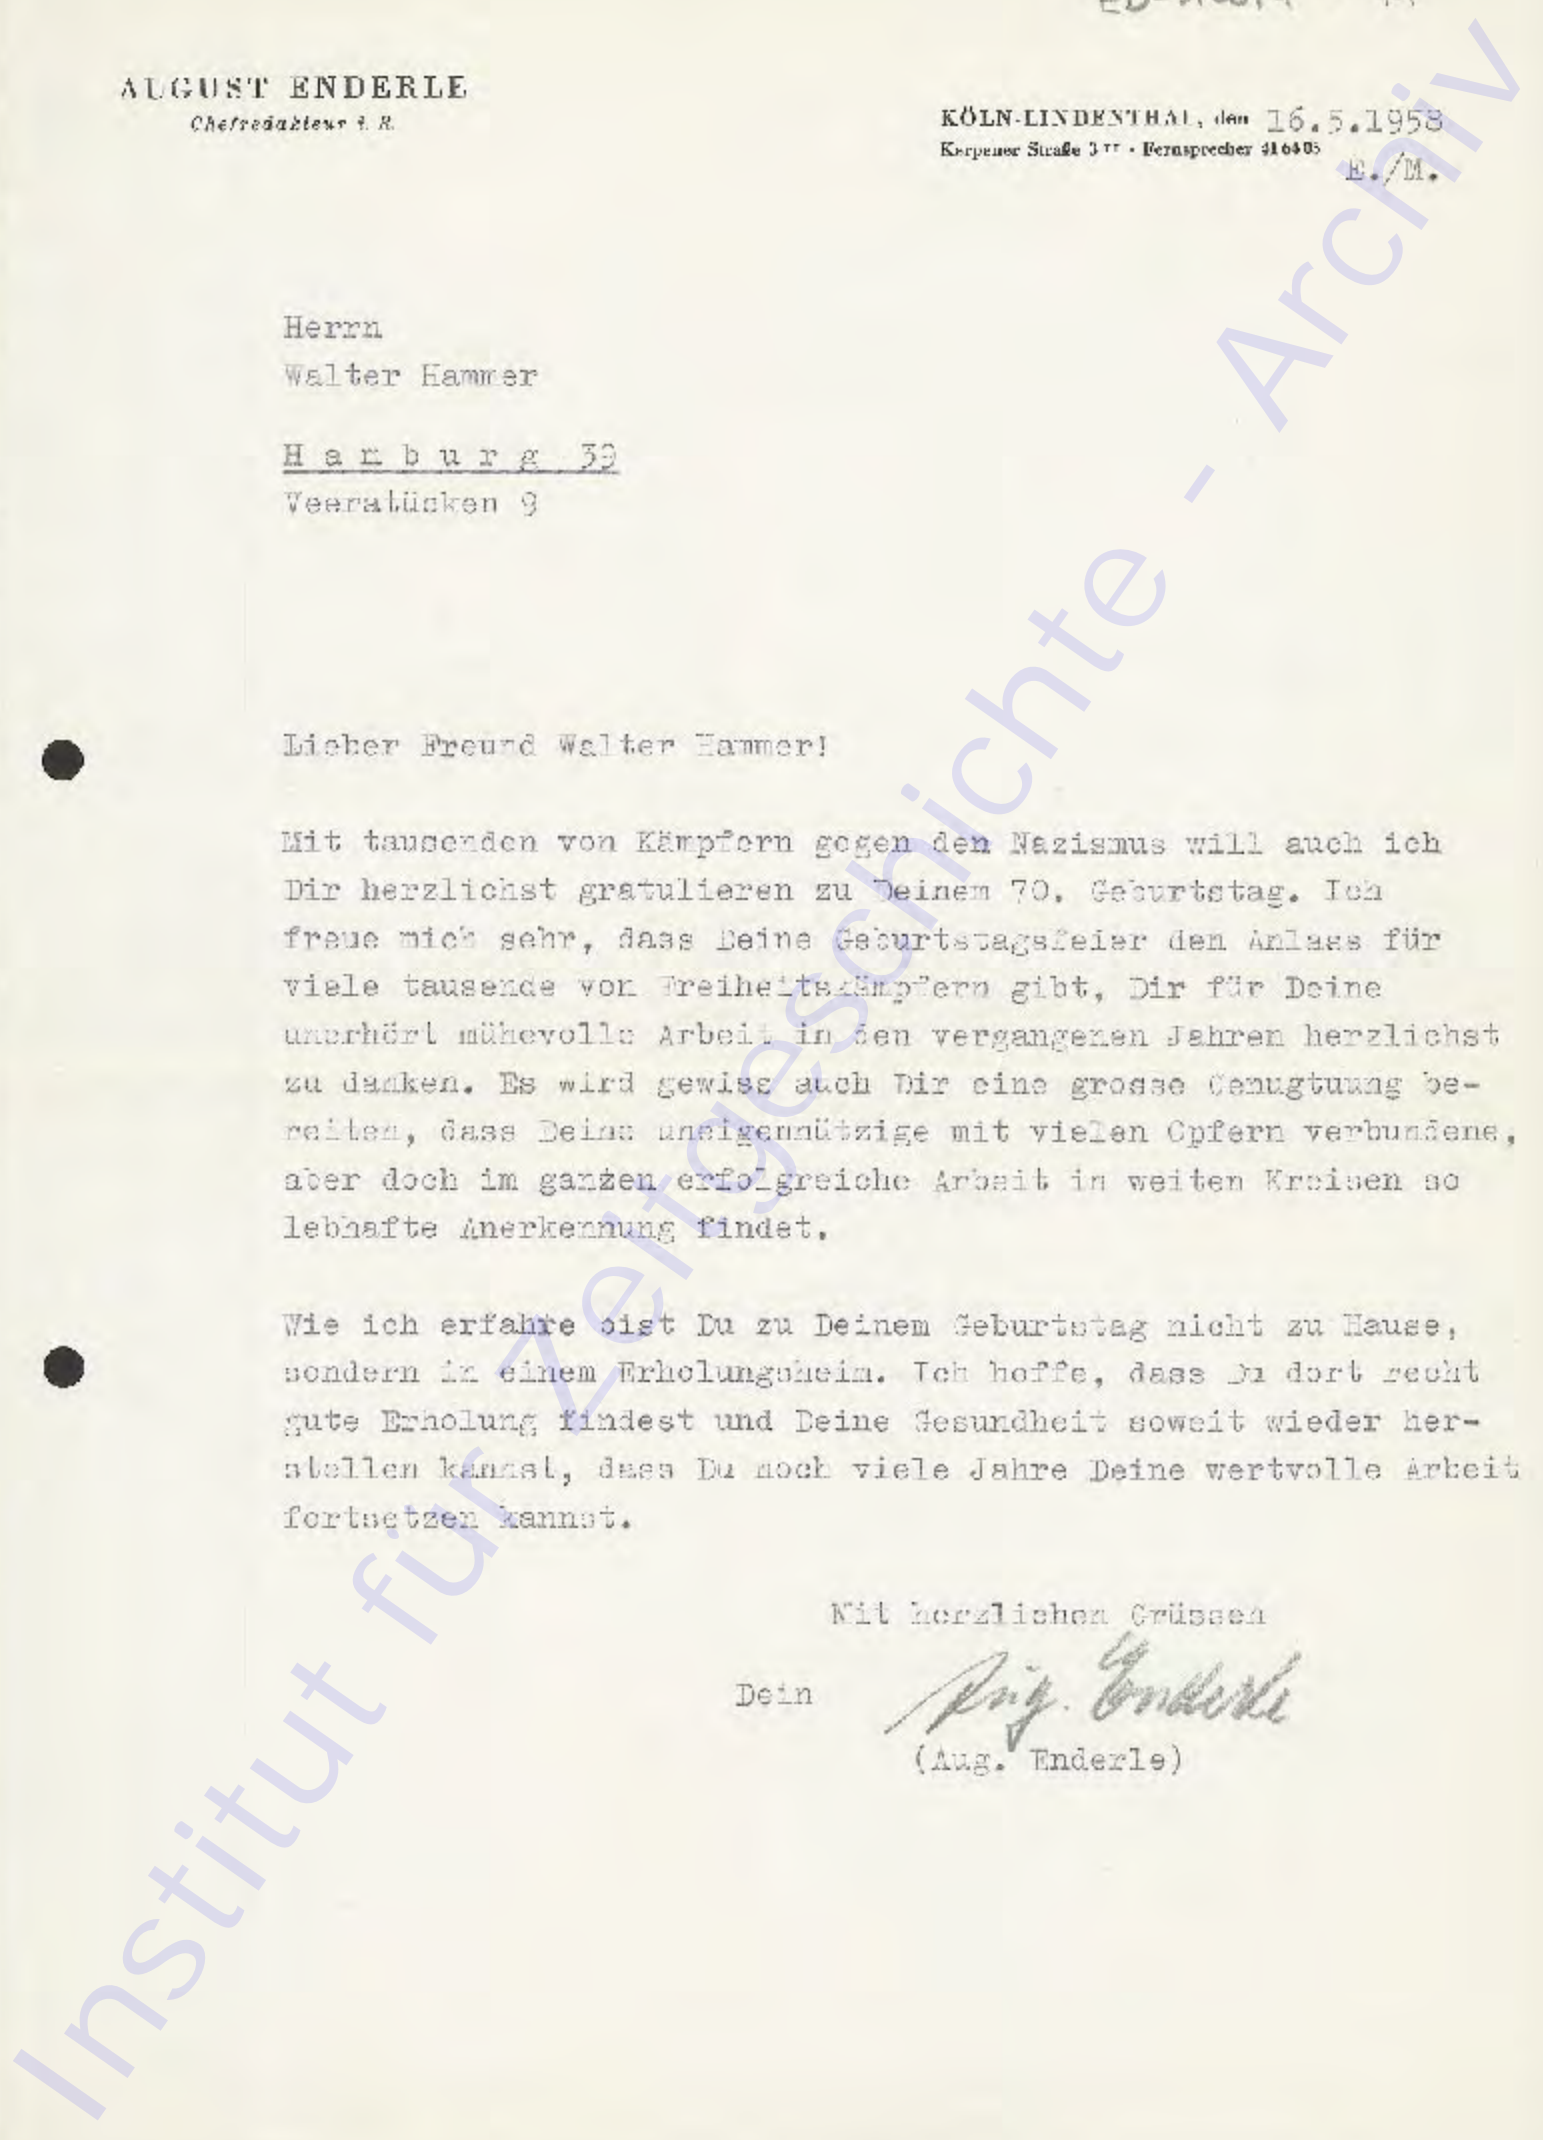 AUGUST ENDERLE
Chefredakteur i. R.
KÖLN-LINDENTHAL, den 16.5.1958
Kerpener Straße 3 II · Fernsprecher 41 64 05
E./M.
Herrn
Walter Hammer
H a m b u r g 39
Veerstücken 9
Lieber Freund Walter Hammer!
Mit tausenden von Kämpfern gegen den Nazismus will auch ich
Dir herzlichst gratulieren zu Deinem 70. Geburtstag. Ich
freue mich sehr, dass Deine Geburtstagsfeier den Anlass für
viele tausende von Freiheitskämpfern gibt, Dir für Deine
unerhört mühevolle Arbeit in den vergangenen Jahren herzlichst
zu danken. Es wird gewiss auch Dir eine grosse Genugtuung be-
reiten, dass Deine uneigennützige mit vielen Opfern verbundene,
aber doch im ganzen erfolgreiche Arbeit in weiten Kreisen so
lebhafte Anerkennung findet.
Wie ich erfahre bist Du zu Deinem Geburtstag nicht zu Hause,
sondern in einem Erholungsheim. Ich hoffe, dass Du dort recht
gute Erholung findest und Deine Gesundheit soweit wieder her-
stellen kannst, dass Du noch viele Jahre Deine wertvolle Arbeit
fortsetzen kannst.
Mit herzlichen Grüssen
Dein Aug. Enderle
(Aug. Enderle)
Institut für Zeitgeschichte - Archiv